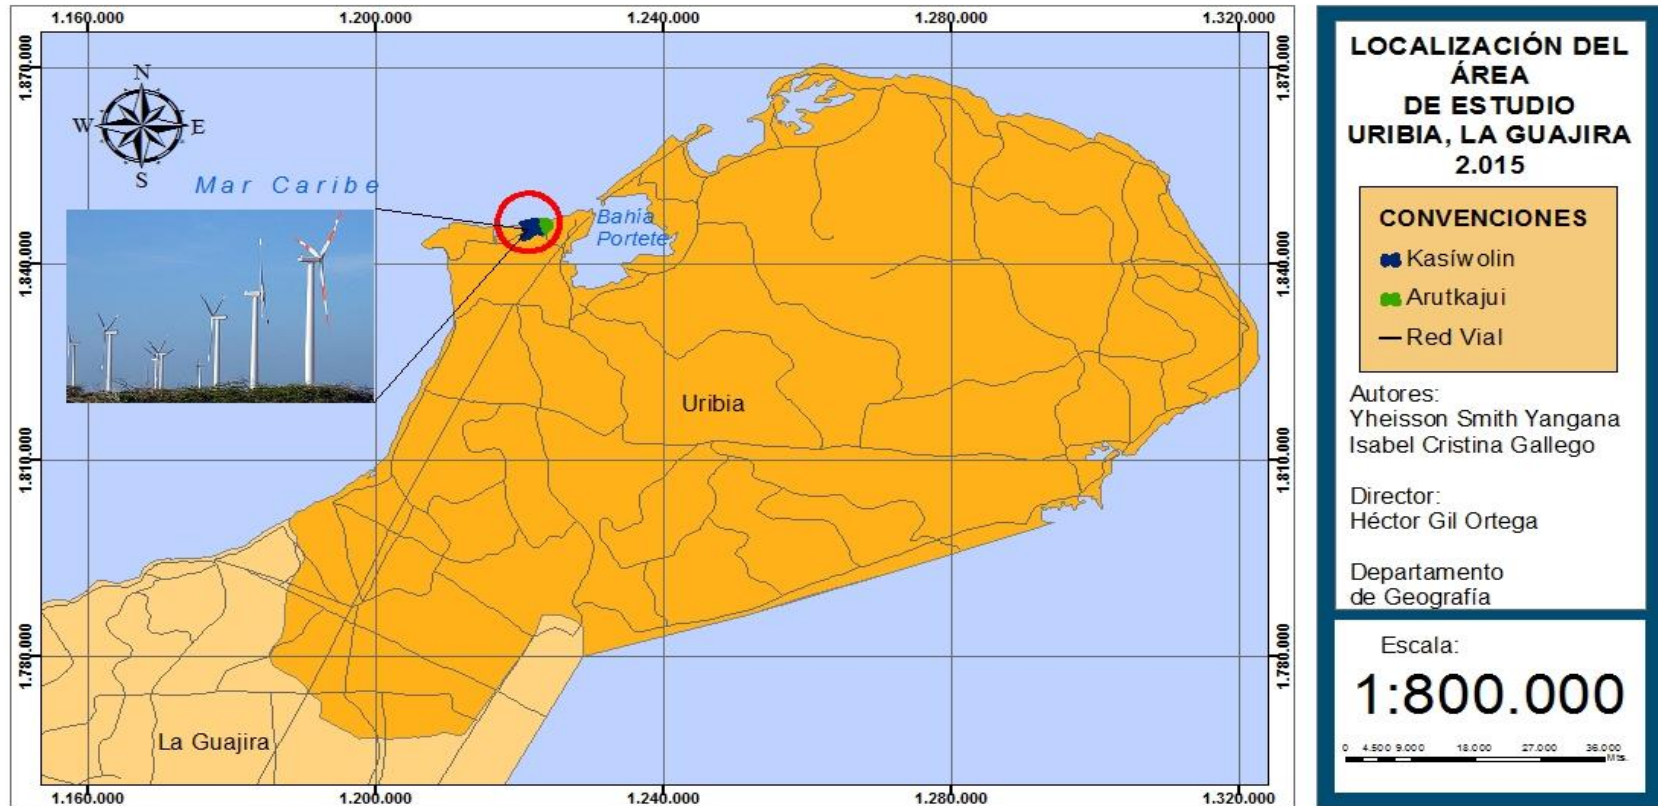 1.160.000
1.200.000
1.240.000
1.280.000
1.320.000
1.870.000
1.870.000
N
W
E
S
Mar Caribe
Bahia
Portete
1.840.000
1.840.000
Uribia
1.810.000
1.810.000
1.780.000
1.780.000
La Guajira
1.160.000
1.200.000
1.240.000
1.280.000
1.320.000
LOCALIZACIÓN DEL
ÁREA
DE ESTUDIO
URIBIA, LA GUAJIRA
2.015
CONVENCIONES
Kasíwolin
Arutkajui
Red Vial
Autores:
Yheisson Smith Yangana
Isabel Cristina Gallego
Director:
Héctor Gil Ortega
Departamento
de Geografía
Escala:
1:800.000
0 4.500 9.000 18.000 27.000 36.000
Mts.